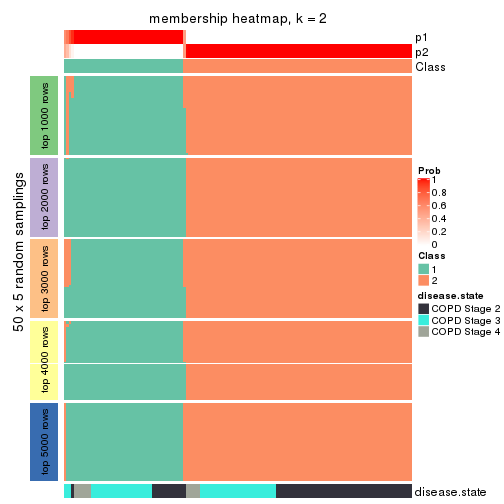 membership heatmap, k = 2
p1
p2
Class
50 x 5 random samplings
top 1000 rows
top 2000 rows
top 3000 rows
top 4000 rows
top 5000 rows
Prob
1
0.8
0.6
0.4
0.2
0
Class
1
2
disease.state
COPD Stage 2
COPD Stage 3
COPD Stage 4
disease.state